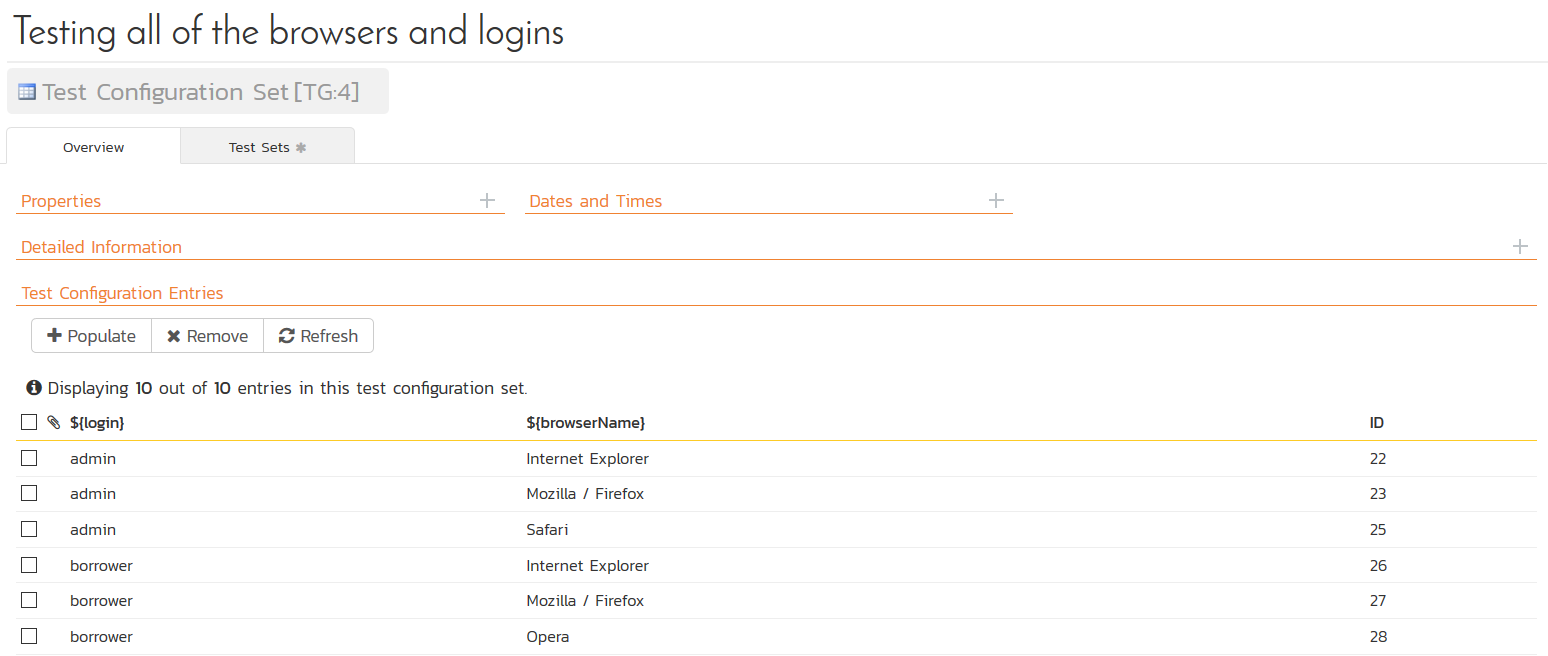 Testing all of the browsers and logins
Test Configuration Set [TG:4]
Overview Test Sets ✱
Properties + Dates and Times +
Detailed Information +
Test Configuration Entries
Populate Remove Refresh
Displaying 10 out of 10 entries in this test configuration set.
${login} ${browserName} ID
admin Internet Explorer 22
admin Mozilla / Firefox 23
admin Safari 25
borrower Internet Explorer 26
borrower Mozilla / Firefox 27
borrower Opera 28